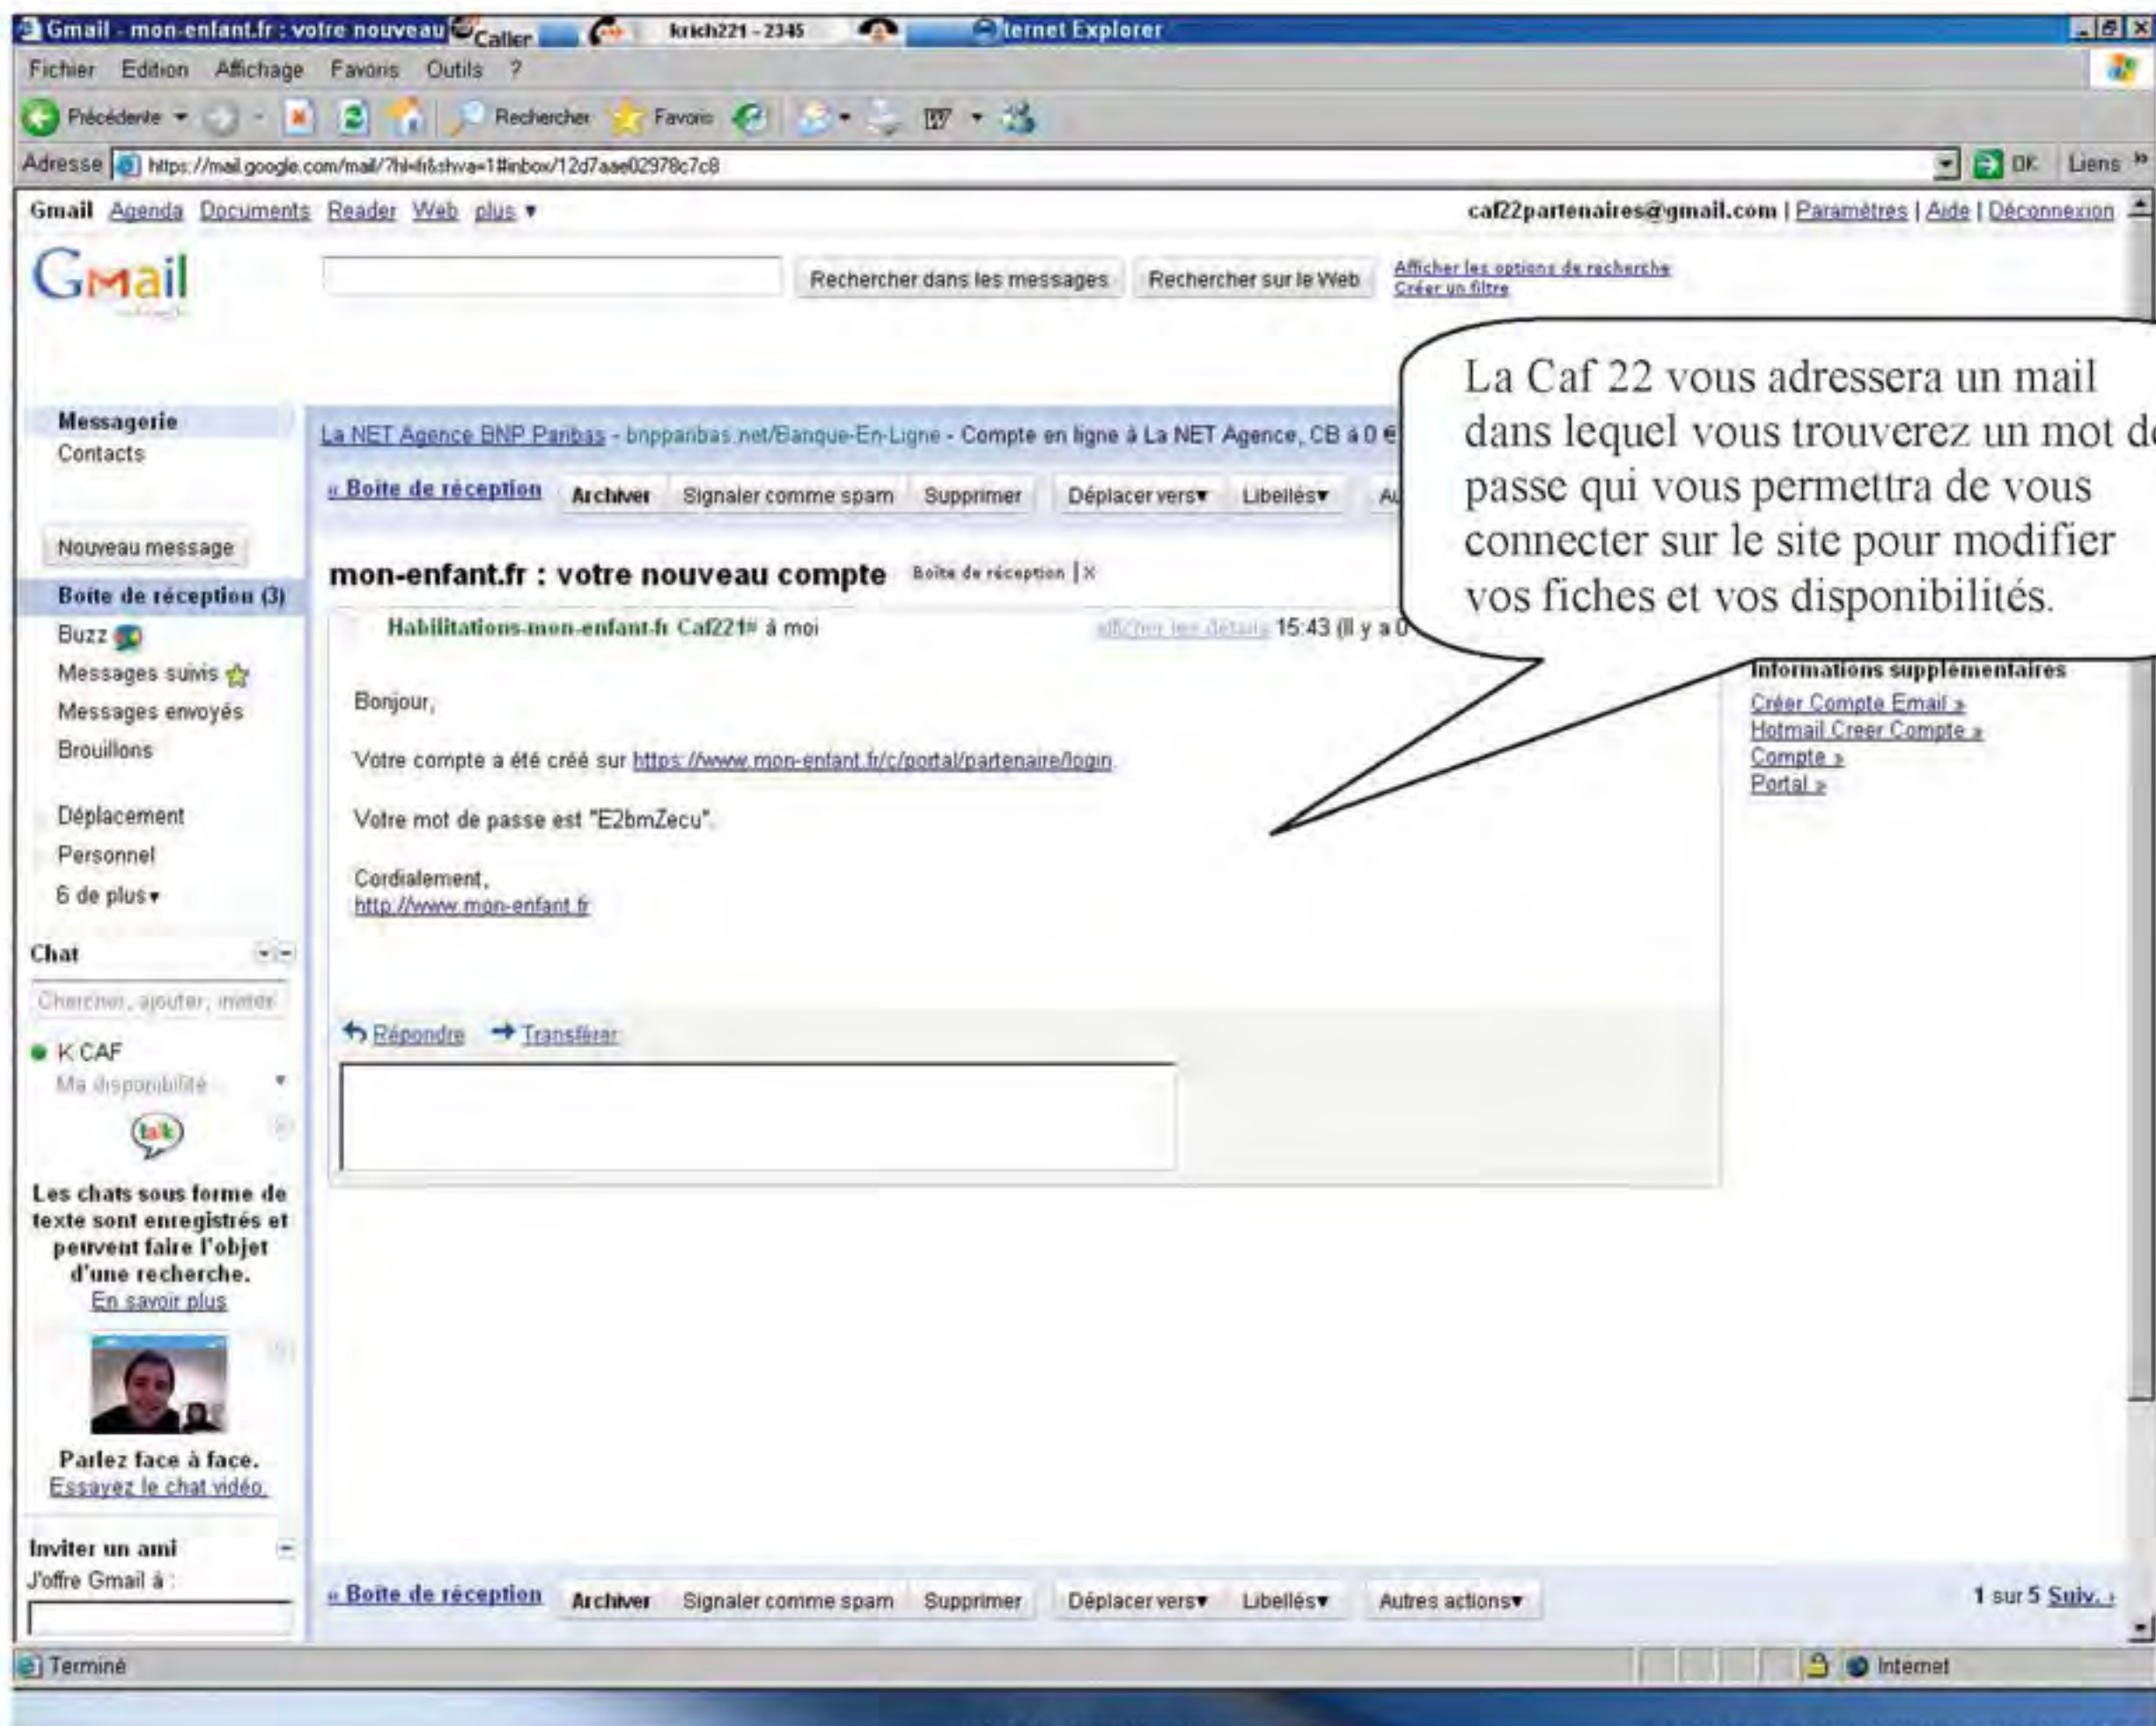 Gmail - mon-enfant.fr : votre nouveau Caller krich221 - 2345 ternet Explorer
Fichier Edition Affichage Favoris Outils ?
Précédente Rechercher Favoris
Adresse https://mail.google.com/mail/?hl=fr&shva=1#inbox/12d7aae02978c7c8 OK Liens »
Gmail Agenda Documents Reader Web plus ▼ caf22partenaires@gmail.com | Paramètres | Aide | Déconnexion
Gmail Rechercher dans les messages Rechercher sur le Web Afficher les options de recherche
Créer un filtre
La Caf 22 vous adressera un mail
dans lequel vous trouverez un mot de
passe qui vous permettra de vous
connecter sur le site pour modifier
vos fiches et vos disponibilités.
Messagerie
Contacts
Nouveau message
Boîte de réception (3)
Buzz
Messages suivis
Messages envoyés
Brouillons
Déplacement
Personnel
6 de plus ▾
Chat
Chercher, ajouter, inviter
K CAF
Ma disponibilité
talk
Les chats sous forme de
texte sont enregistrés et
peuvent faire l'objet
d'une recherche.
En savoir plus
Parlez face à face.
Essayez le chat vidéo.
Inviter un ami
J'offre Gmail à :
La NET Agence BNP Paribas - bnpparibas.net/Banque-En-Ligne - Compte en ligne à La NET Agence, CB à 0 €
« Boîte de réception Archiver Signaler comme spam Supprimer Déplacer vers▾ Libellés▾ Au
mon-enfant.fr : votre nouveau compte Boîte de réception | X
Habilitations-mon-enfant-fr Caf221# à moi afficher les détails 15:43 (Il y a 0
Bonjour,
Votre compte a été créé sur https://www.mon-enfant.fr/c/portal/partenaire/login.
Votre mot de passe est "E2bmZecu".
Cordialement,
http://www.mon-enfant.fr
Répondre Transférer
Informations supplémentaires
Créer Compte Email »
Hotmail Creer Compte »
Compte »
Portal »
« Boîte de réception Archiver Signaler comme spam Supprimer Déplacer vers▾ Libellés▾ Autres actions▾ 1 sur 5 Suiv. ›
Terminé Internet